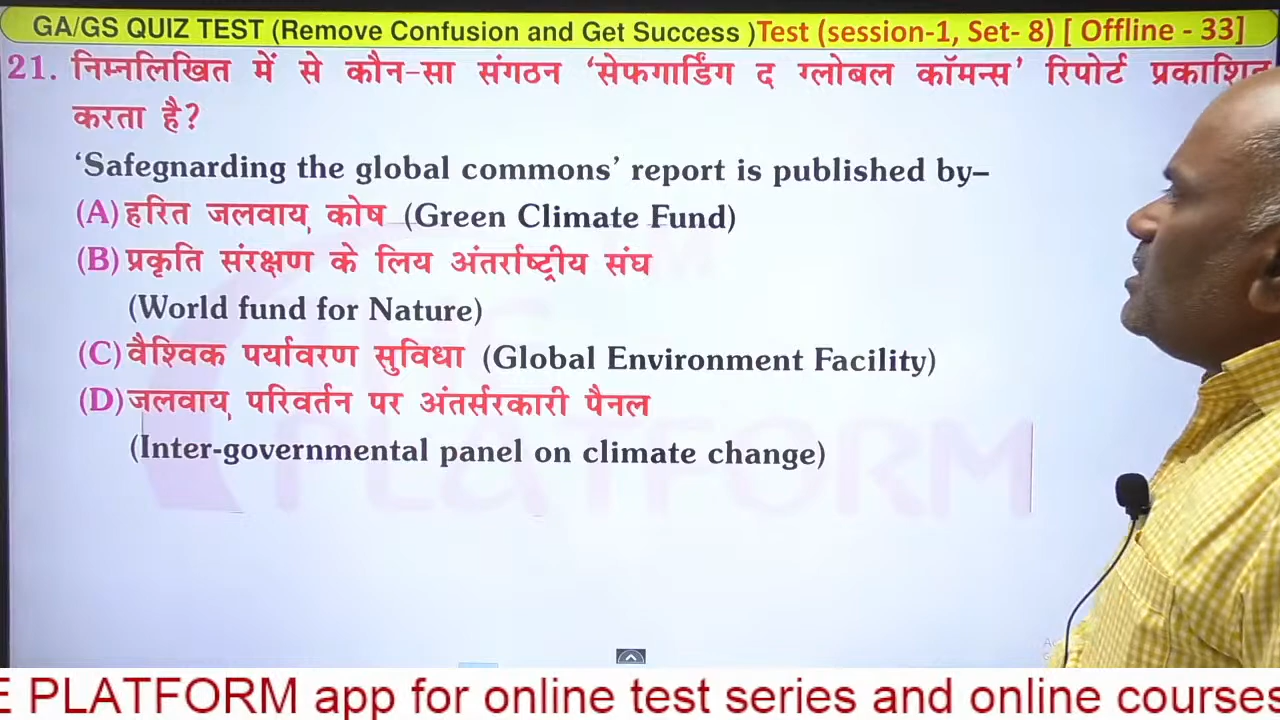 GA/GS QUIZ TEST (Remove Confusion and Get Success )Test (session-1, Set- 8) [ Offline - 33]
21. निम्नलिखित में से कौन-सा संगठन ‘सेफगार्डिंग द ग्लोबल कॉमन्स’ रिपोर्ट प्रकाशित
करता है?
‘Safegnarding the global commons’ report is published by–
(A) हरित जलवायु कोष (Green Climate Fund)
(B) प्रकृति संरक्षण के लिय अंतर्राष्ट्रीय संघ
(World fund for Nature)
(C) वैश्विक पर्यावरण सुविधा (Global Environment Facility)
(D) जलवायु परिवर्तन पर अंतर्सरकारी पैनल
(Inter-governmental panel on climate change)
PLATFORM
E PLATFORM app for online test series and online courses